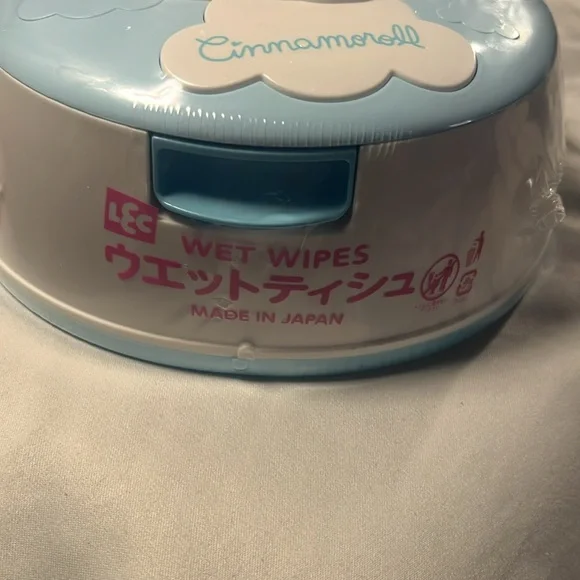 Cinnamoroll
LEC
WET WIPES
ウエットティシュ
MADE IN JAPAN